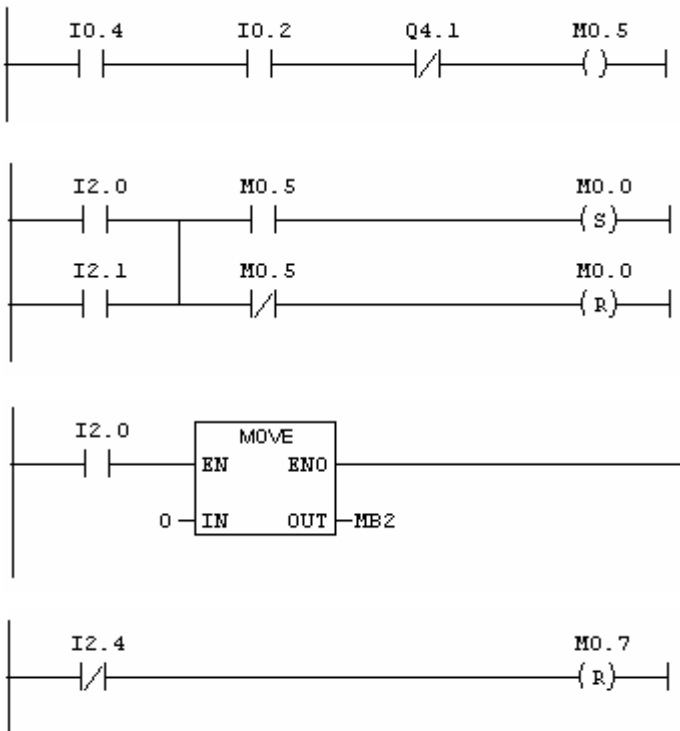 I0.4 I0.2 Q4.1 M0.5
I2.0 M0.5 M0.0
S
I2.1 M0.5 M0.0
R
I2.0 MOVE
EN ENO
0 IN OUT MB2
I2.4 M0.7
R